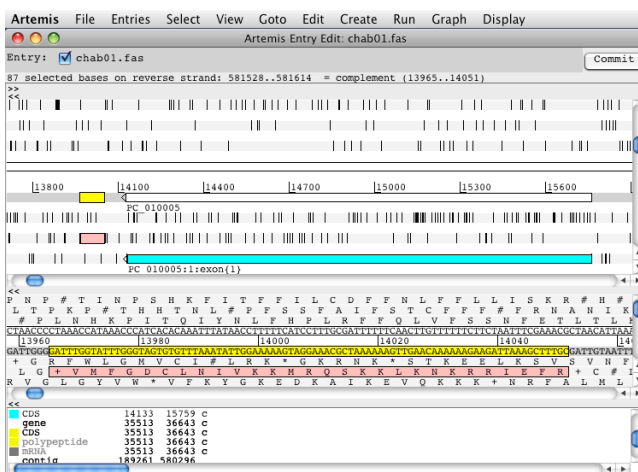 Artemis File Entries Select View Goto Edit Create Run Graph Display
Artemis Entry Edit: chab01.fas
Entry: chab01.fas Commit
87 selected bases on reverse strand: 581528..581614 = complement (13965..14051)
>>
<<
13800 14100 14400 14700 15000 15300 15600
PC_010005
PC_010005:1:exon{1}
<<
P N P # T I N P S H K F I T F F I L C D F F N L F L L I S K R # H #
L T P K P # T H H T I L # P F S S F A I F S T C F F F # F R N A N I K
# P L N H K P I T Q I Y N L F H P L R F F Q L V F S S N F E T L T I
13960 13980 14000 14020 14040
+ G R F W L G M V C I # L R K * G K R N K * S T K E E L K S V S V N F
L G + V M F G D C L N I V K K M R Q S K K L K N K R R I E F R + C # I
R V G L G Y V W * V F K Y G K E D K A I K E V Q K K K + N R F A L M L
<<
CDS 14133 15759 c
gene 35513 36643 c
CDS 35513 36643 c
polypeptide 35513 36643 c
mRNA 35513 36643 c
contig 189261 580296